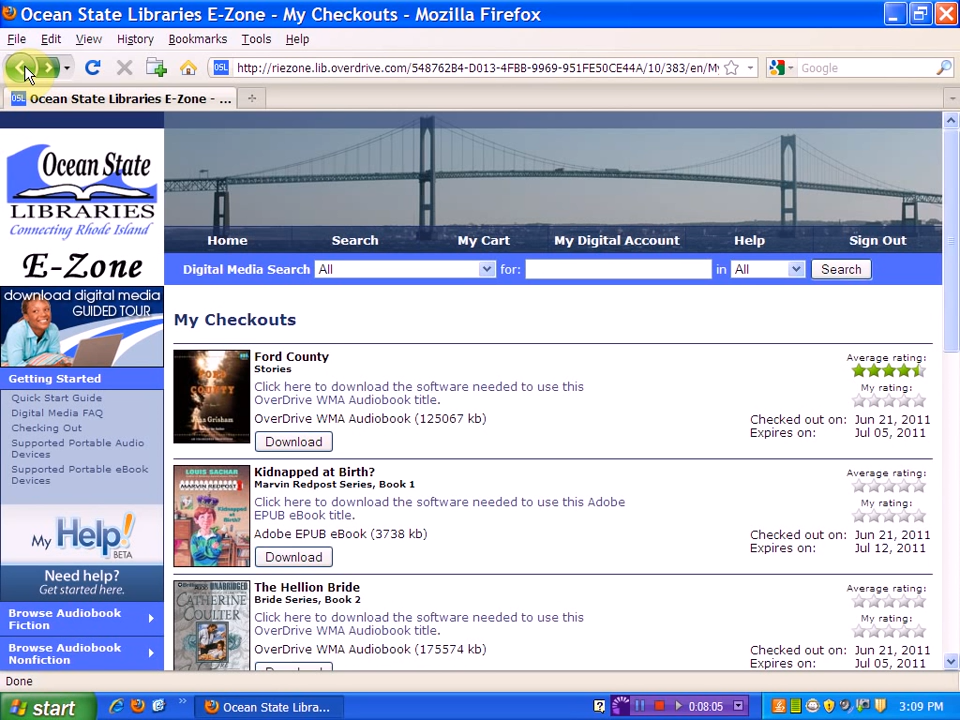 Ocean State Libraries E-Zone - My Checkouts - Mozilla Firefox
File Edit View History Bookmarks Tools Help
OSL http://riezone.lib.overdrive.com/548762B4-D013-4FBB-9969-951FE50CE44A/10/383/en/My Google
OSL Ocean State Libraries E-Zone - ...
Ocean State
LIBRARIES
Connecting Rhode Island
E-Zone
Home Search My Cart My Digital Account Help Sign Out
Digital Media Search All for: in All Search
download digital media
GUIDED TOUR
Getting Started
Quick Start Guide
Digital Media FAQ
Checking Out
Supported Portable Audio
Devices
Supported Portable eBook
Devices
My Help!
BETA
Need help?
Get started here.
Browse Audiobook
Fiction
Browse Audiobook
Nonfiction
My Checkouts
FORD
COUNTY
John Grisham
Ford County
Stories
Click here to download the software needed to use this
OverDrive WMA Audiobook title.
OverDrive WMA Audiobook (125067 kb)
Download
Average rating:
My rating:
Checked out on: Jun 21, 2011
Expires on: Jul 05, 2011
LOUIS SACHAR
MARVIN REDPOST
Kidnapped at Birth?
Marvin Redpost Series, Book 1
Click here to download the software needed to use this Adobe
EPUB eBook title.
Adobe EPUB eBook (3738 kb)
Download
Average rating:
My rating:
Checked out on: Jun 21, 2011
Expires on: Jul 12, 2011
UNABRIDGED
CATHERINE
COULTER
The Hellion Bride
Bride Series, Book 2
Click here to download the software needed to use this
OverDrive WMA Audiobook title.
OverDrive WMA Audiobook (175574 kb)
Average rating:
My rating:
Checked out on: Jun 21, 2011
Expires on: Jul 05, 2011
Done
start Ocean State Libra... 0:08:05 3:09 PM